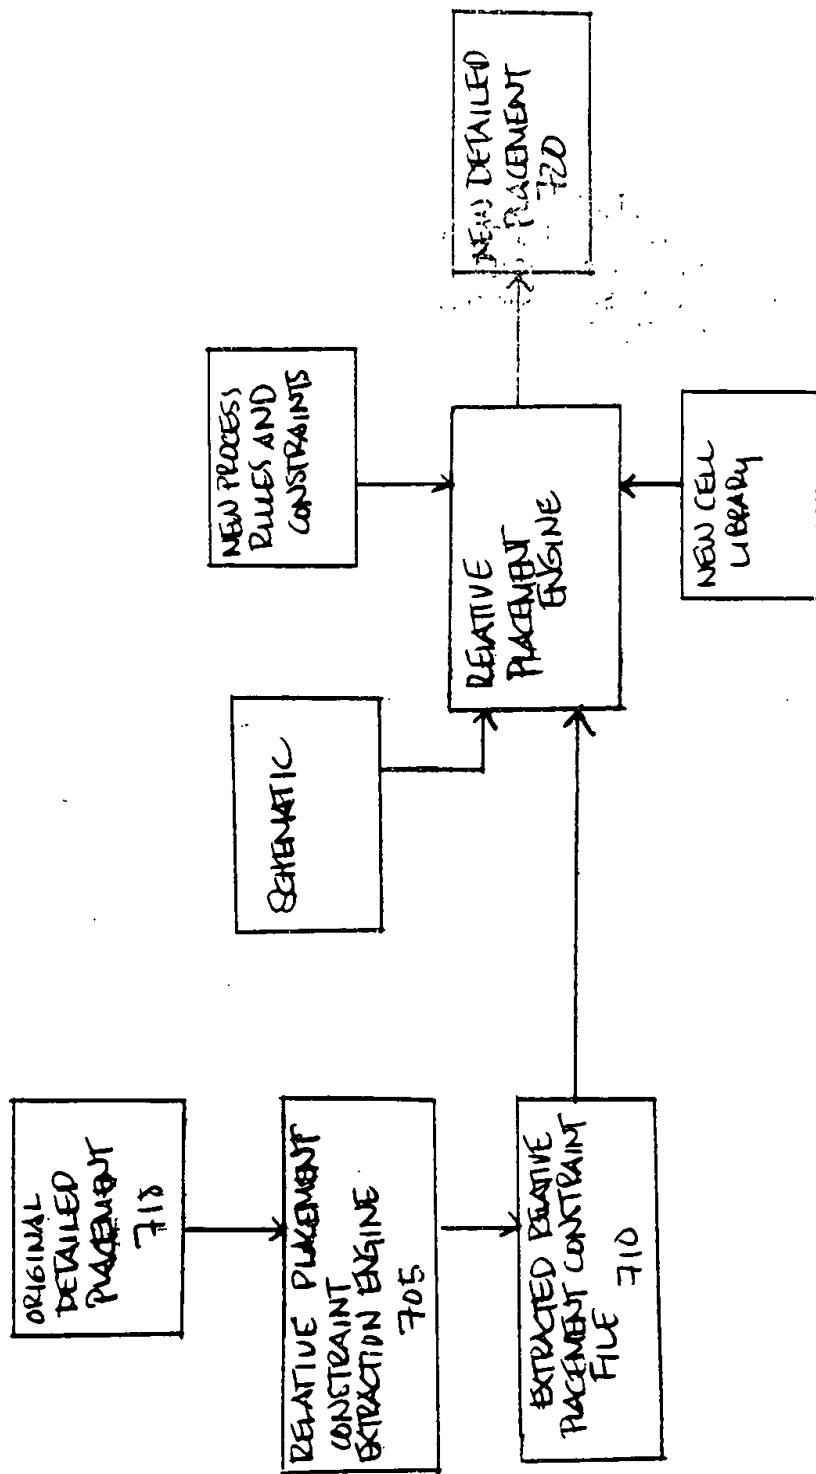 ORIGINAL
DETAILED
PLACEMENT
718
RELATIVE PLACEMENT
CONSTRAINT
EXTRACTION ENGINE
705
EXTRACTED RELATIVE
PLACEMENT CONSTRAINT
FILE 710
SCHEMATIC
NEW PROCESS
RULES AND
CONSTRAINTS
RELATIVE
PLACEMENT
ENGINE
NEW CELL
LIBRARY
NEW DETAILED
PLACEMENT
720